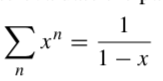 ∑ₙ xⁿ = 1 / (1 − x)